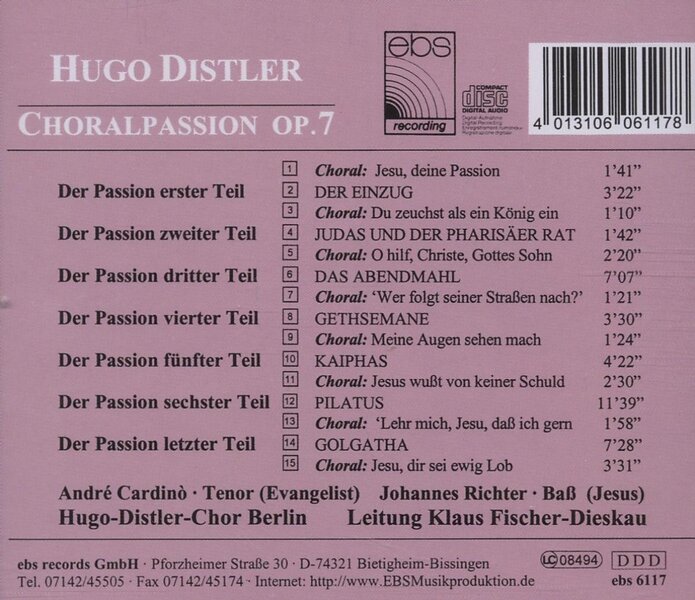 HUGO DISTLER
CHORALPASSION OP.7
ebs
recording
COMPACT
disc
DIGITAL AUDIO
Digital-Aufnahme
Digital Recording
Enregistrement numérique
4 013106 061178
1 Choral: Jesu, deine Passion 1'41"
Der Passion erster Teil 2 DER EINZUG 3'22"
3 Choral: Du zeuchst als ein König ein 1'10"
Der Passion zweiter Teil 4 JUDAS UND DER PHARISÄER RAT 1'42"
5 Choral: O hilf, Christe, Gottes Sohn 2'20"
Der Passion dritter Teil 6 DAS ABENDMAHL 7'07"
7 Choral: 'Wer folgt seiner Straßen nach?' 1'21"
Der Passion vierter Teil 8 GETHSEMANE 3'30"
9 Choral: Meine Augen sehen mach 1'24"
Der Passion fünfter Teil 10 KAIPHAS 4'22"
11 Choral: Jesus wußt von keiner Schuld 2'30"
Der Passion sechster Teil 12 PILATUS 11'39"
13 Choral: 'Lehr mich, Jesu, daß ich gern 1'58"
Der Passion letzter Teil 14 GOLGATHA 7'28"
15 Choral: Jesu, dir sei ewig Lob 3'31"
André Cardinò · Tenor (Evangelist) Johannes Richter · Baß (Jesus)
Hugo-Distler-Chor Berlin Leitung Klaus Fischer-Dieskau
ebs records GmbH · Pforzheimer Straße 30 · D-74321 Bietigheim-Bissingen LC 08494 DDD
Tel. 07142/45505 · Fax 07142/45174 · Internet: http://www.EBSMusikproduktion.de ebs 6117